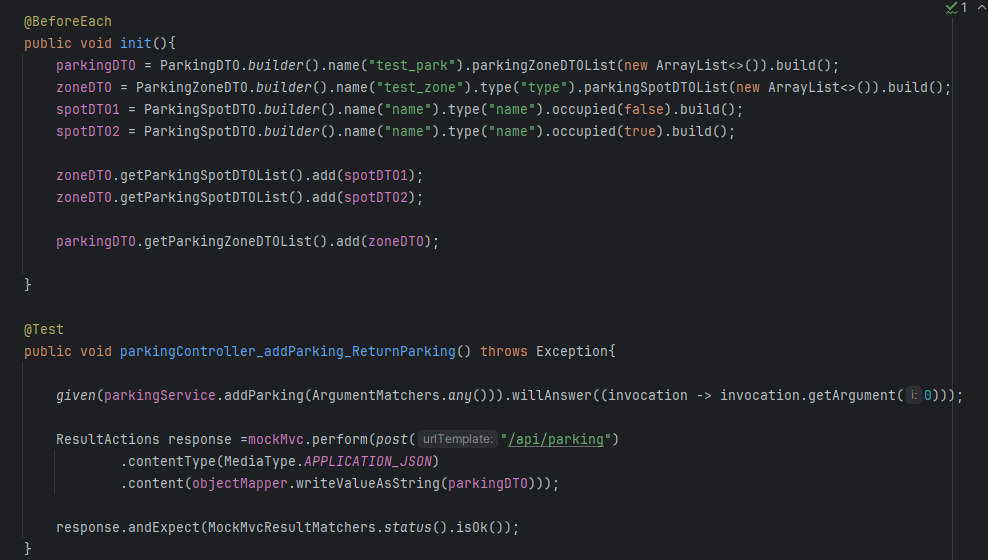 1
@BeforeEach
public void init(){
    parkingDTO = ParkingDTO.builder().name("test_park").parkingZoneDTOList(new ArrayList<>()).build();
    zoneDTO = ParkingZoneDTO.builder().name("test_zone").type("type").parkingSpotDTOList(new ArrayList<>()).build();
    spotDTO1 = ParkingSpotDTO.builder().name("name").type("name").occupied(false).build();
    spotDTO2 = ParkingSpotDTO.builder().name("name").type("name").occupied(true).build();

    zoneDTO.getParkingSpotDTOList().add(spotDTO1);
    zoneDTO.getParkingSpotDTOList().add(spotDTO2);

    parkingDTO.getParkingZoneDTOList().add(zoneDTO);

}

@Test
public void parkingController_addParking_ReturnParking() throws Exception{

    given(parkingService.addParking(ArgumentMatchers.any())).willAnswer((invocation -> invocation.getArgument( i: 0)));

    ResultActions response =mockMvc.perform(post( urlTemplate: "/api/parking")
            .contentType(MediaType.APPLICATION_JSON)
            .content(objectMapper.writeValueAsString(parkingDTO)));

    response.andExpect(MockMvcResultMatchers.status().isOk());
}